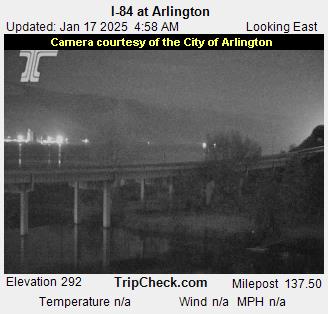 I-84 at Arlington
Updated: Jan 17 2025  4:58 AM    Looking East
Camera courtesy of the City of Arlington
Elevation 292    TripCheck.com    Milepost 137.50
Temperature n/a    Wind n/a  MPH n/a